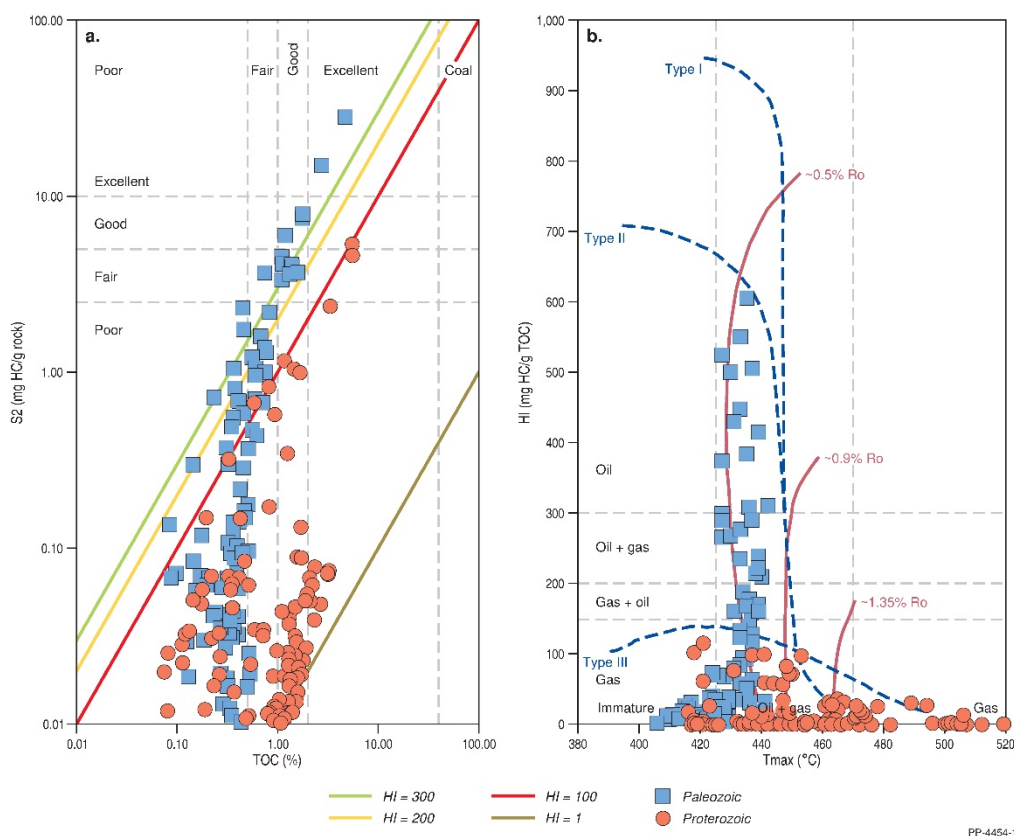 a.
Poor
Fair
Good
Excellent
Coal
Excellent
Good
Fair
Poor
100.00
10.00
1.00
0.10
0.01
S2 (mg HC/g rock)
0.01
0.10
1.00
10.00
100.00
TOC (%)
b.
Type I
~0.5% Ro
Type II
~0.9% Ro
Oil
Oil + gas
Gas + oil
~1.35% Ro
Type III
Gas
Immature
Oil + gas
Gas
1,000
900
800
700
600
500
400
300
200
100
0
HI (mg HC/g TOC)
380
400
420
440
460
480
500
520
Tmax (°C)
HI = 300
HI = 100
Paleozoic
HI = 200
HI = 1
Proterozoic